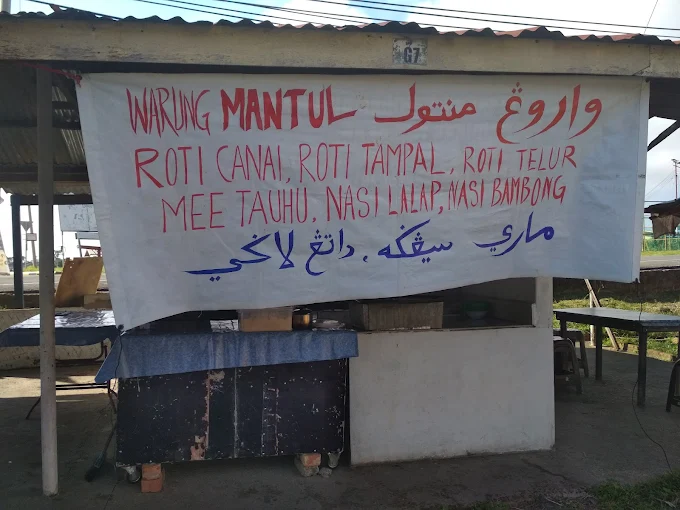 G7
WARUNG MANTUL واروڠ منتول
ROTI CANAI, ROTI TAMPAL, ROTI TELUR
MEE TAUHU, NASI LALAP, NASI BAMBONG
ماري سيڠݢه، داتڠ لاݢي